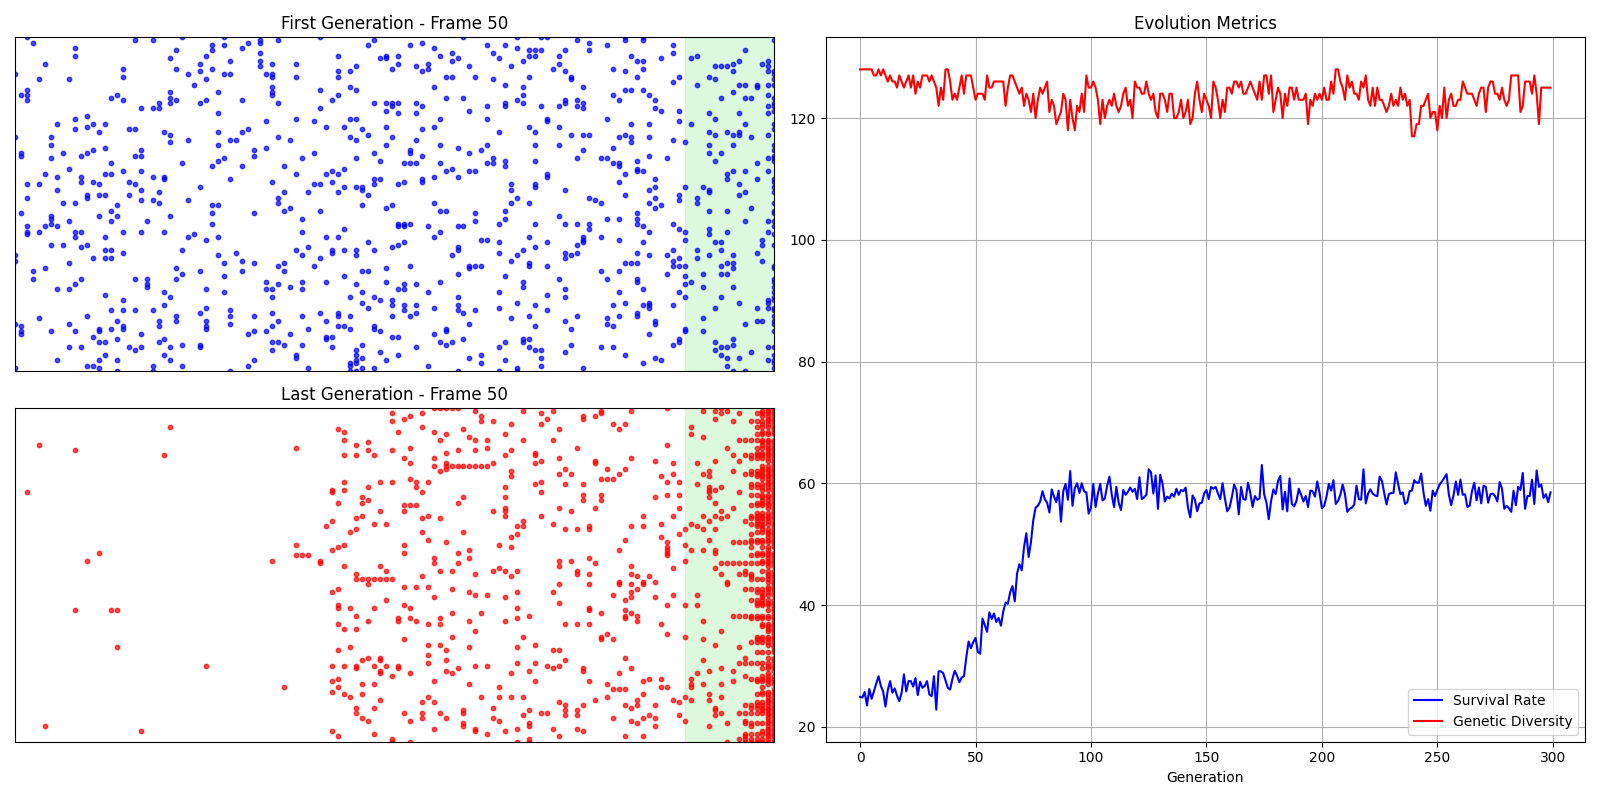 First Generation - Frame 50
Last Generation - Frame 50
Evolution Metrics
120
100
80
60
40
20
0 50 100 150 200 250 300
Generation
Survival Rate
Genetic Diversity